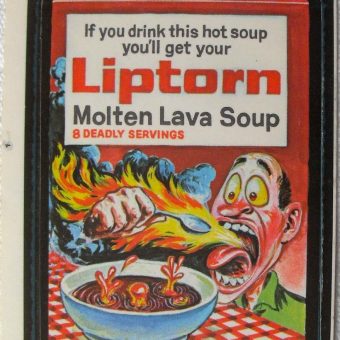 If you drink this hot soup
you'll get your
Liptorn
Molten Lava Soup
8 DEADLY SERVINGS